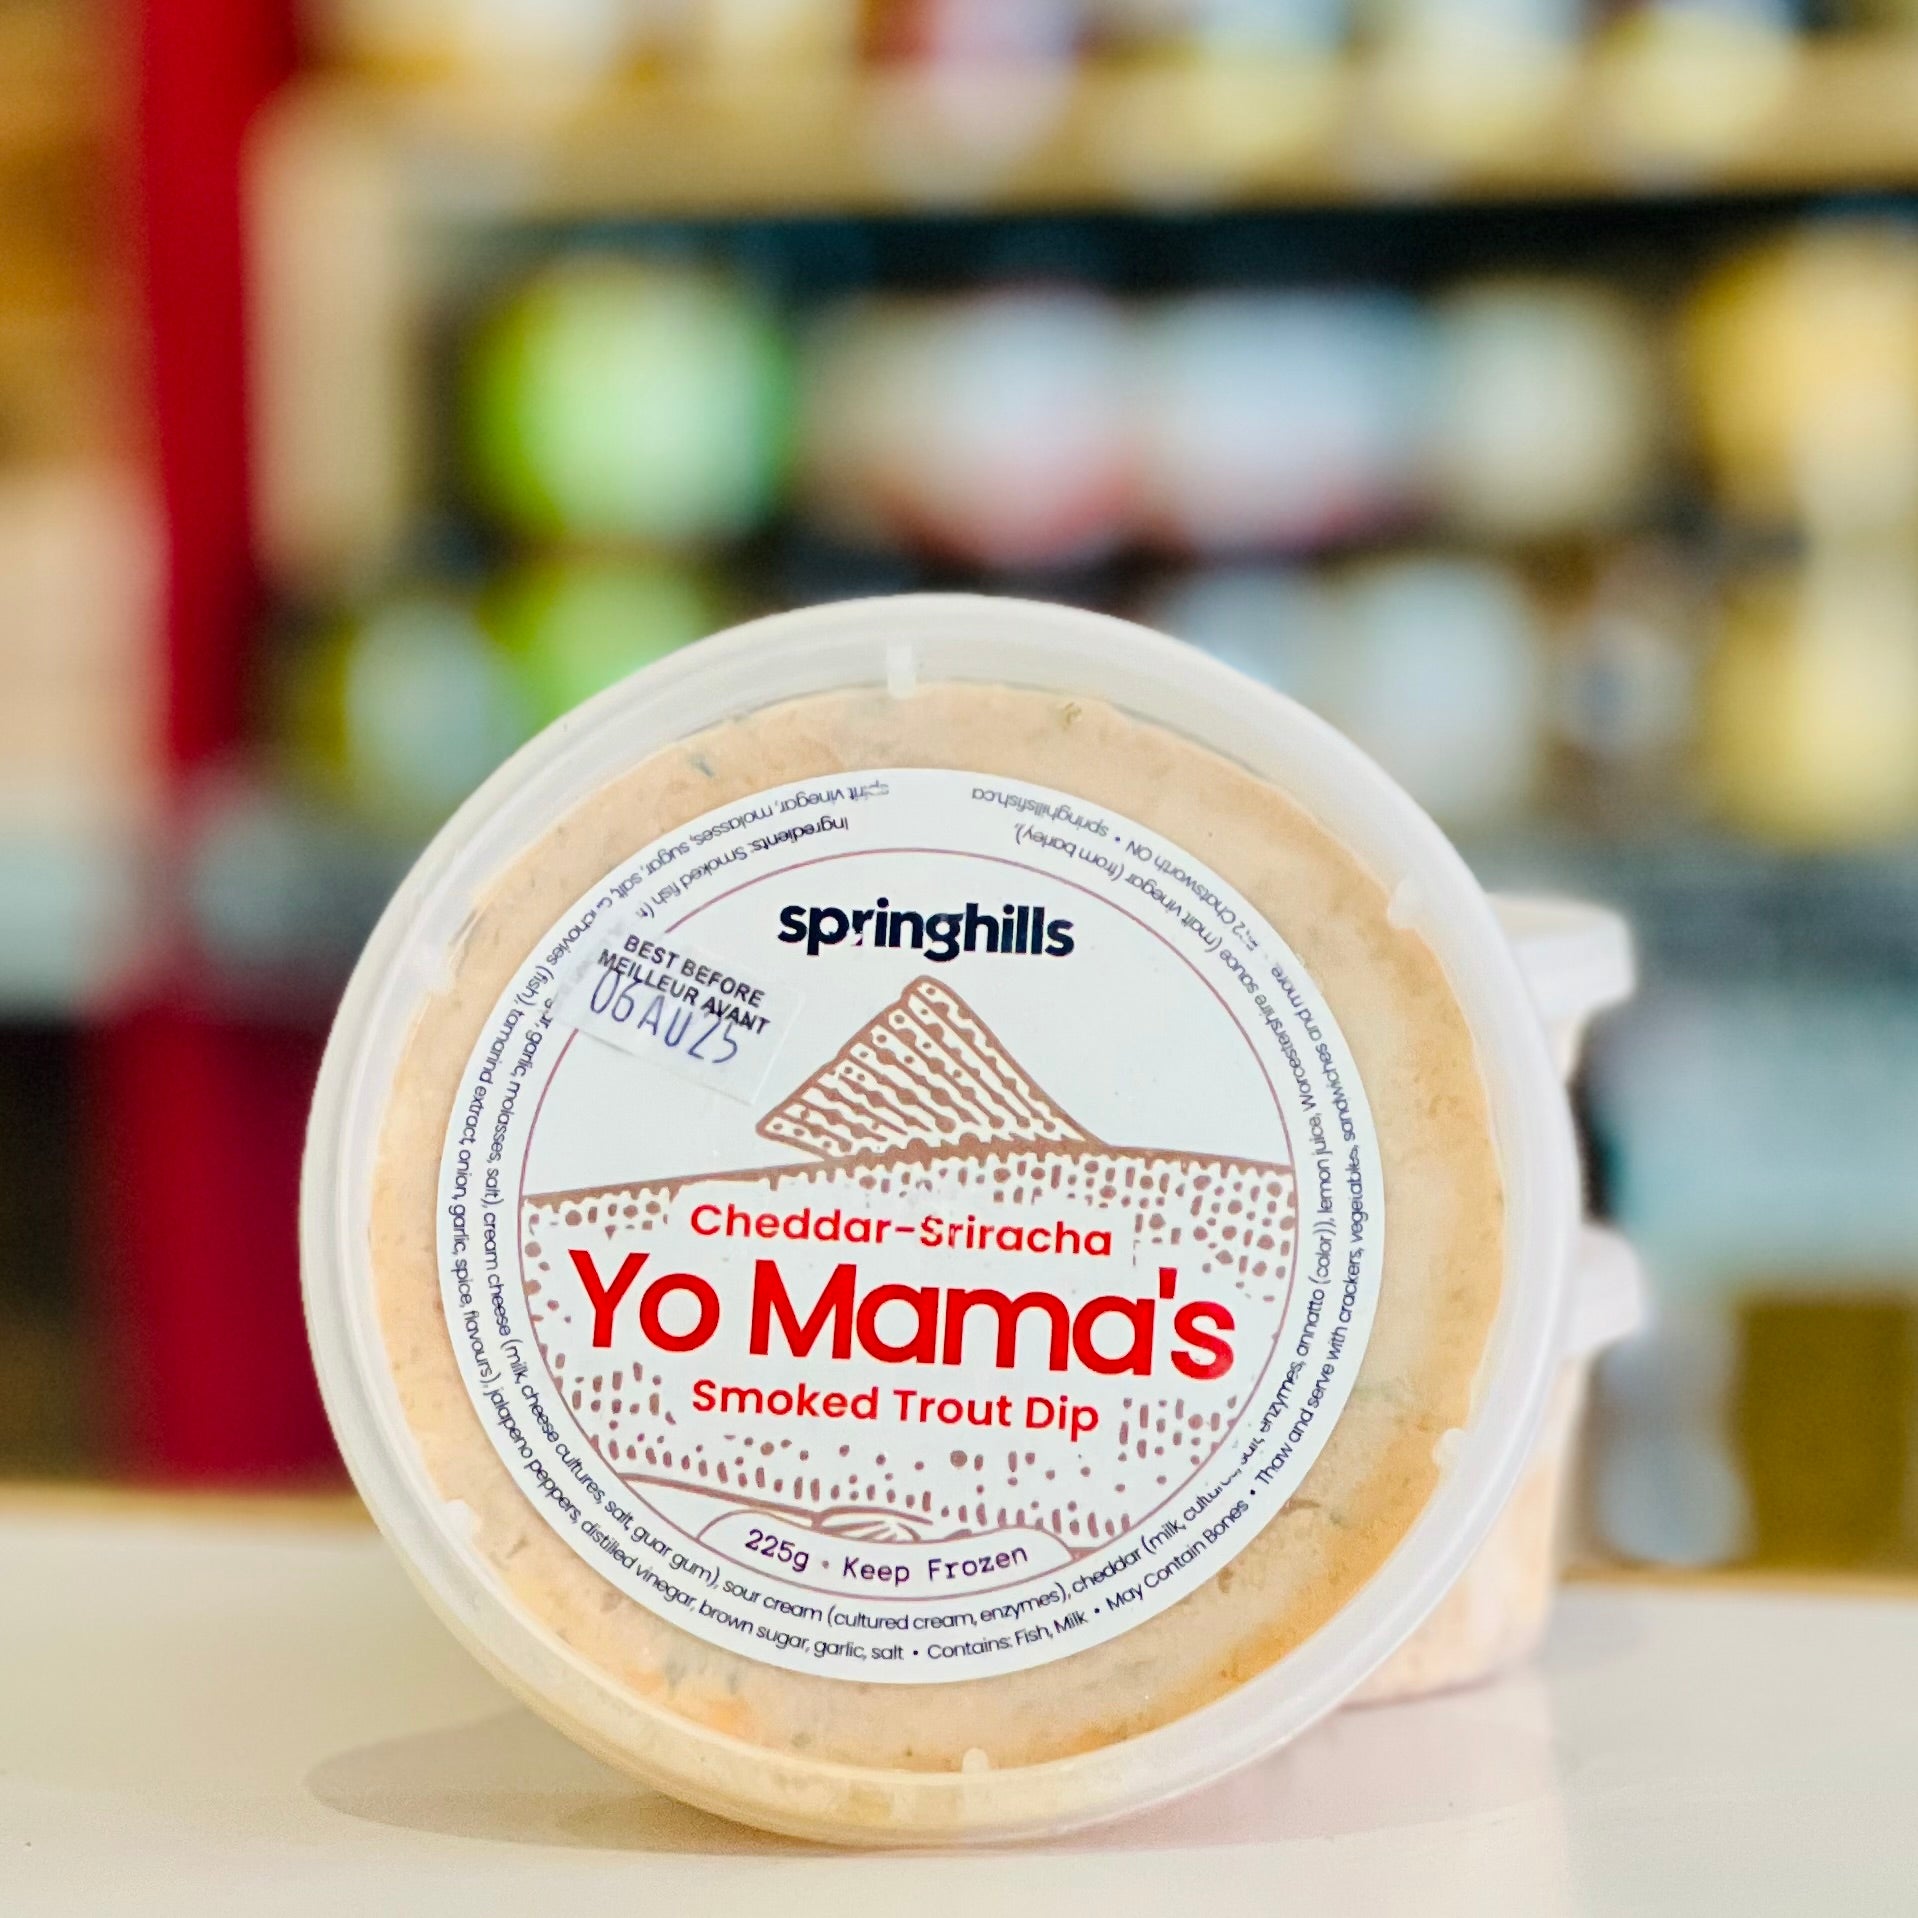 springhills
BEST BEFORE
MEILLEUR AVANT
06 AU 25
Cheddar-Sriracha
Yo Mama's
Smoked Trout Dip
225g • Keep Frozen
Ingredients: Smoked fish garlic, molasses, salt), cream cheese (milk, cheese cultures, salt, guar gum), sour cream (cultured cream, enzymes), cheddar (milk, enzymes, annatto (color)), lemon juice, Worcestershire sauce (malt vinegar (from barley),
spirit vinegar, molasses, sugar, salt, anchovies (fish), tamarind extract, onion, garlic, spice, flavours), jalapeno peppers, distilled vinegar, brown sugar, garlic, salt • Contains: Fish, Milk • May Contain Bones • Thaw and serve with crackers, vegetables, sandwiches and more. Chatsworth ON • springhillsfish.ca